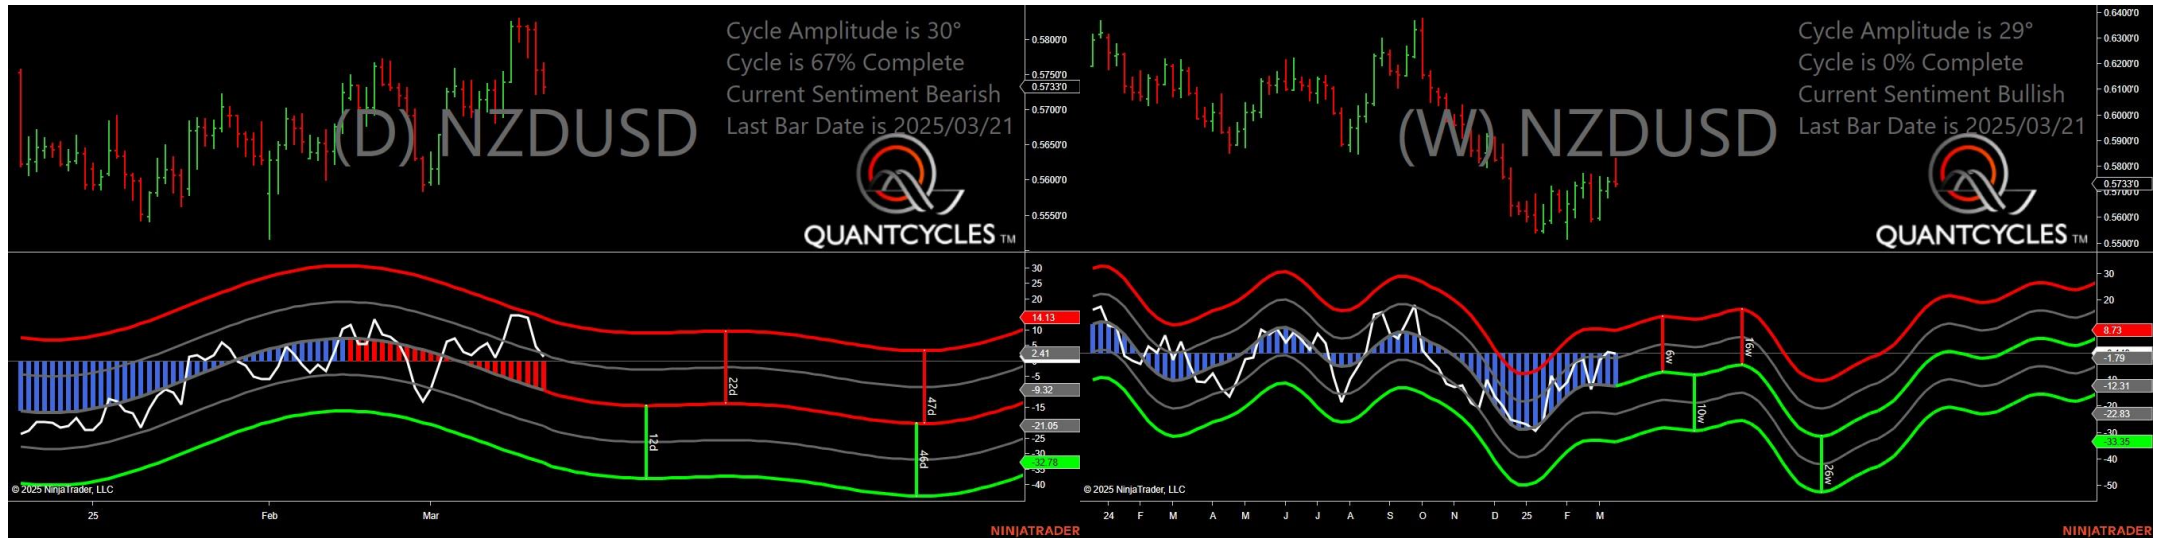 Cycle Amplitude is 30°
Cycle is 67% Complete
Current Sentiment Bearish
Last Bar Date is 2025/03/21
(D) NZDUSD
QUANTCYCLES TM
0.5800'0
0.5750'0
0.5733'0
0.5700'0
0.5650'0
0.5600'0
0.5550'0
30
25
20
14.13
10
5
2.41
-5
-9.32
-15
-21.05
-25
-30
-32.78
-40
22d
47d
12d
46d
© 2025 NinjaTrader, LLC
25 Feb Mar
NINJATRADER
Cycle Amplitude is 29°
Cycle is 0% Complete
Current Sentiment Bullish
Last Bar Date is 2025/03/21
(W) NZDUSD
QUANTCYCLES TM
0.6400'0
0.6300'0
0.6200'0
0.6100'0
0.6000'0
0.5900'0
0.5800'0
0.5733'0
0.5600'0
0.5500'0
30
20
8.73
-1.79
-12.31
-20
-22.83
-30
-33.35
-40
-50
6w
16w
10w
26w
© 2025 NinjaTrader, LLC
24 F M A M J J A S O N D 25 F M
NINJATRADER